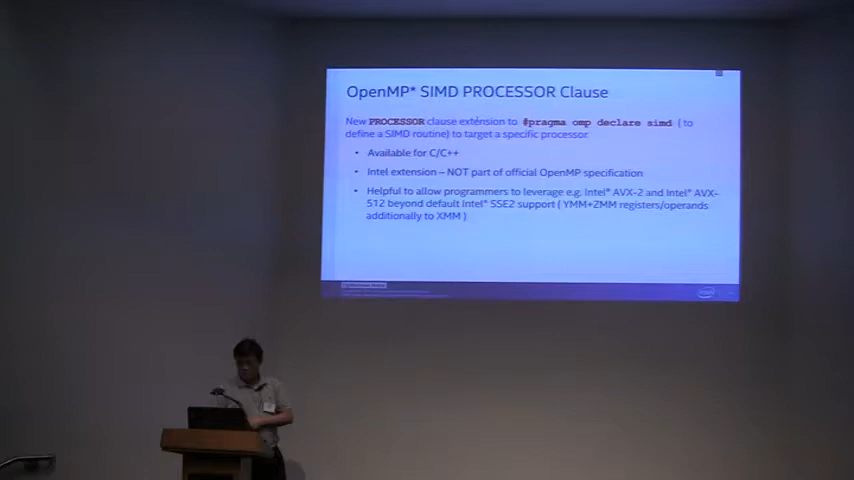 OpenMP* SIMD PROCESSOR Clause
New PROCESSOR clause extension to #pragma omp declare simd ( to
define a SIMD routine) to target a specific processor
• Available for C/C++
• Intel extension – NOT part of official OpenMP specification
• Helpful to allow programmers to leverage e.g. Intel® AVX-2 and Intel® AVX-
512 beyond default Intel® SSE2 support ( YMM+ZMM registers/operands
additionally to XMM )
intel